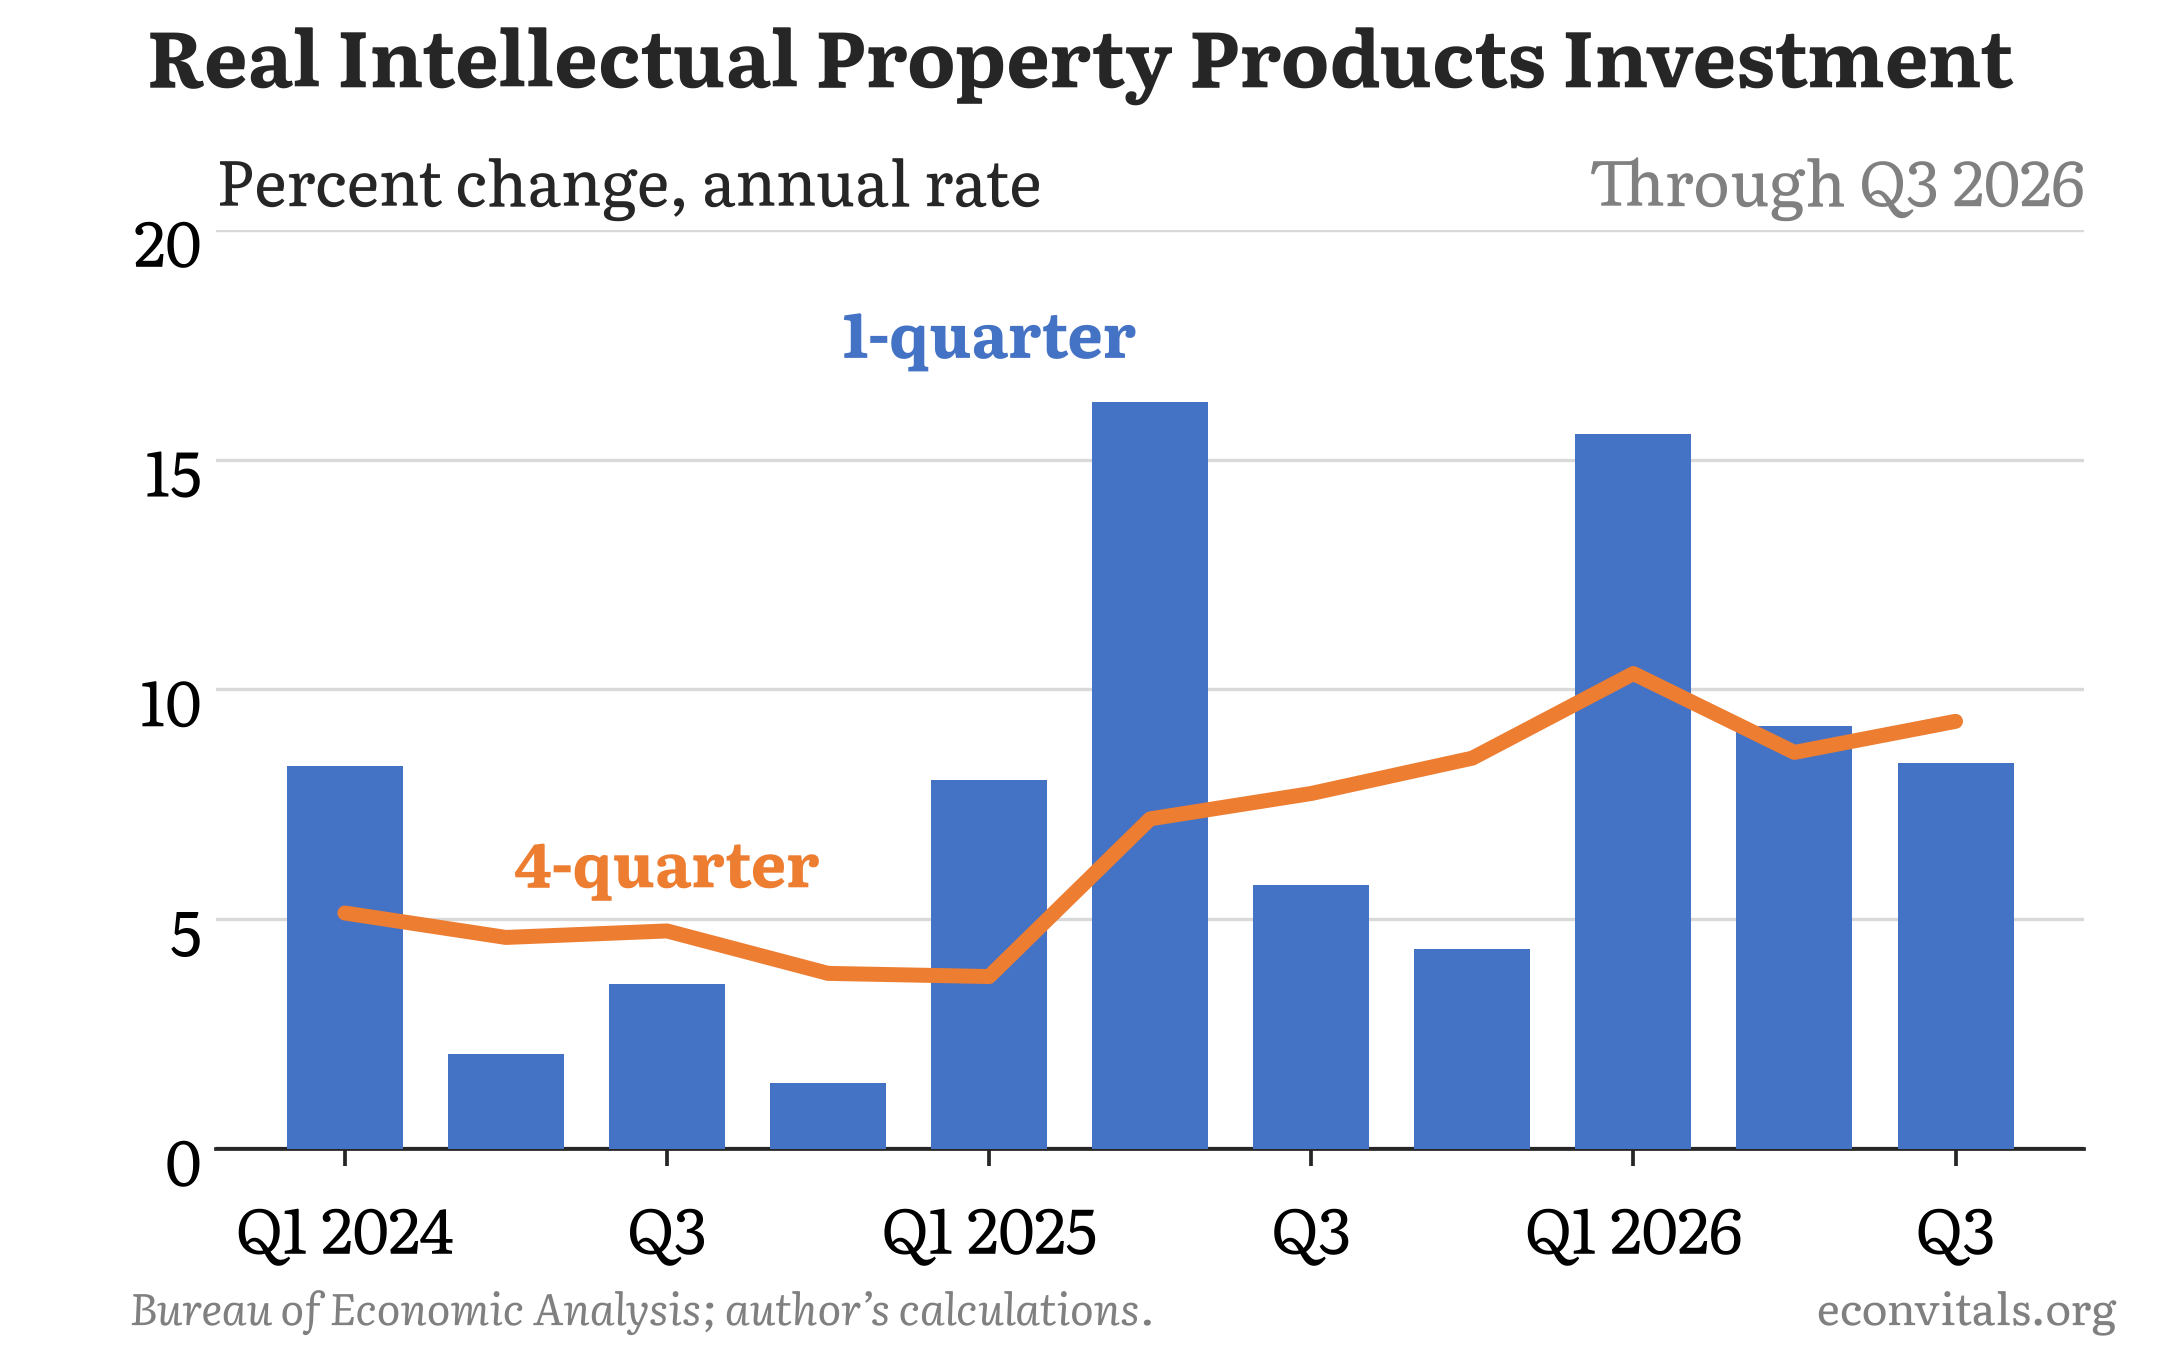 Real Intellectual Property Products Investment
Percent change, annual rate
Through Q3 2026
20
1-quarter
15
10
4-quarter
5
0
Q1 2024 Q3 Q1 2025 Q3 Q1 2026 Q3
Bureau of Economic Analysis; author’s calculations.
econvitals.org